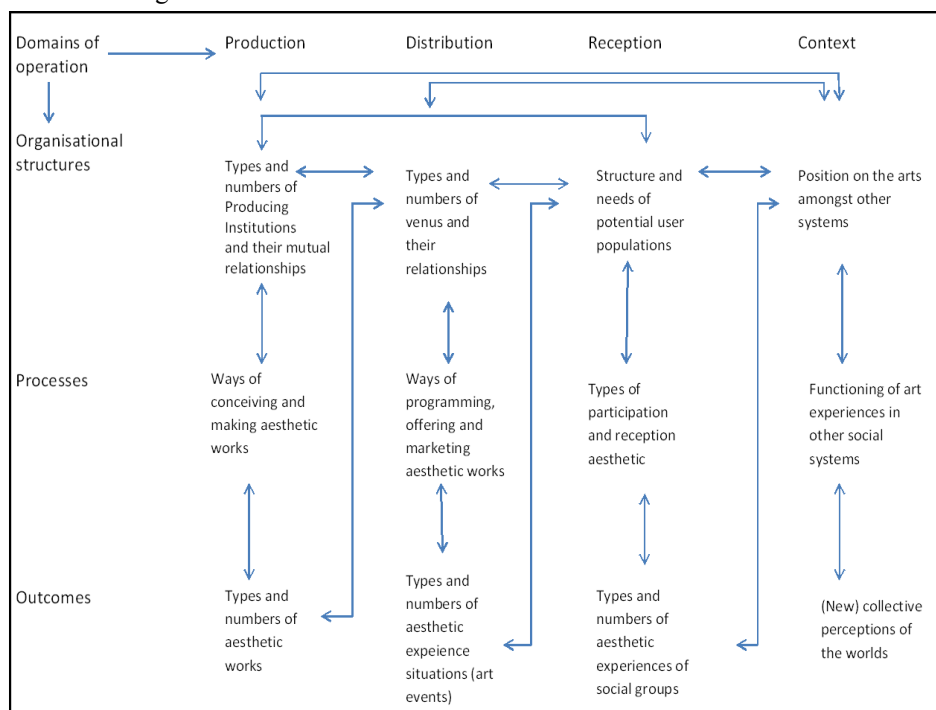 Domains of
operation
Production
Distribution
Reception
Context
Organisational
structures
Types and
numbers of
Producing
Institutions
and their mutual
relationships
Types and
numbers of
venus and
their
relationships
Structure and
needs of
potential user
populations
Position on the arts
amongst other
systems
Processes
Ways of
conceiving and
making aesthetic
works
Ways of
programming,
offering and
marketing
aesthetic works
Types of
participation
and reception
aesthetic
Functioning of art
experiences in
other social
systems
Outcomes
Types and
numbers of
aesthetic
works
Types and
numbers of
aesthetic
expeience
situations (art
events)
Types and
numbers of
aesthetic
experiences of
social groups
(New) collective
perceptions of
the worlds